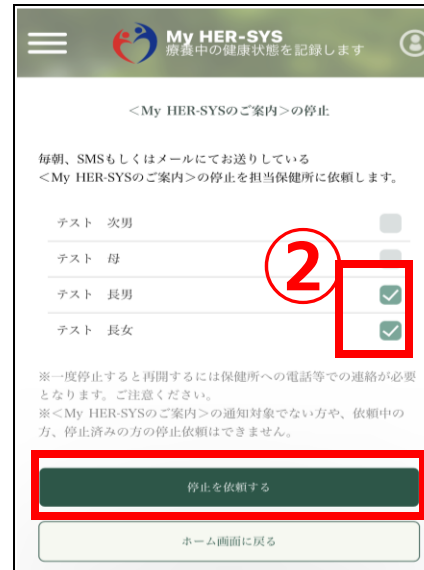 My HER-SYS
療養中の健康状態を記録します
＜My HER-SYSのご案内＞の停止
毎朝、SMSもしくはメールにてお送りしている
＜My HER-SYSのご案内＞の停止を担当保健所に依頼します。
テスト 次男
テスト 母
テスト 長男
テスト 長女
②
※一度停止すると再開するには保健所への電話等での連絡が必要
となります。ご注意ください。
※＜My HER-SYSのご案内＞の通知対象でない方や、依頼中の
方、停止済みの方の停止依頼はできません。
停止を依頼する
ホーム画面に戻る